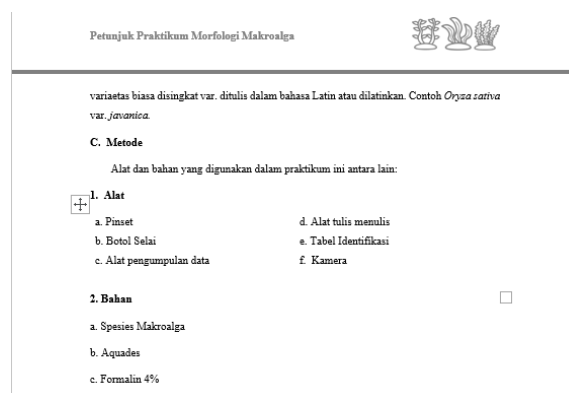 Petunjuk Praktikum Morfologi Makroalga
variaetas biasa disingkat var. ditulis dalam bahasa Latin atau dilatinkan. Contoh Oryza sativa
var. javanica.
C. Metode
Alat dan bahan yang digunakan dalam praktikum ini antara lain:
1. Alat
a. Pinset
b. Botol Selai
c. Alat pengumpulan data
d. Alat tulis menulis
e. Tabel Identifikasi
f. Kamera
2. Bahan
a. Spesies Makroalga
b. Aquades
c. Formalin 4%